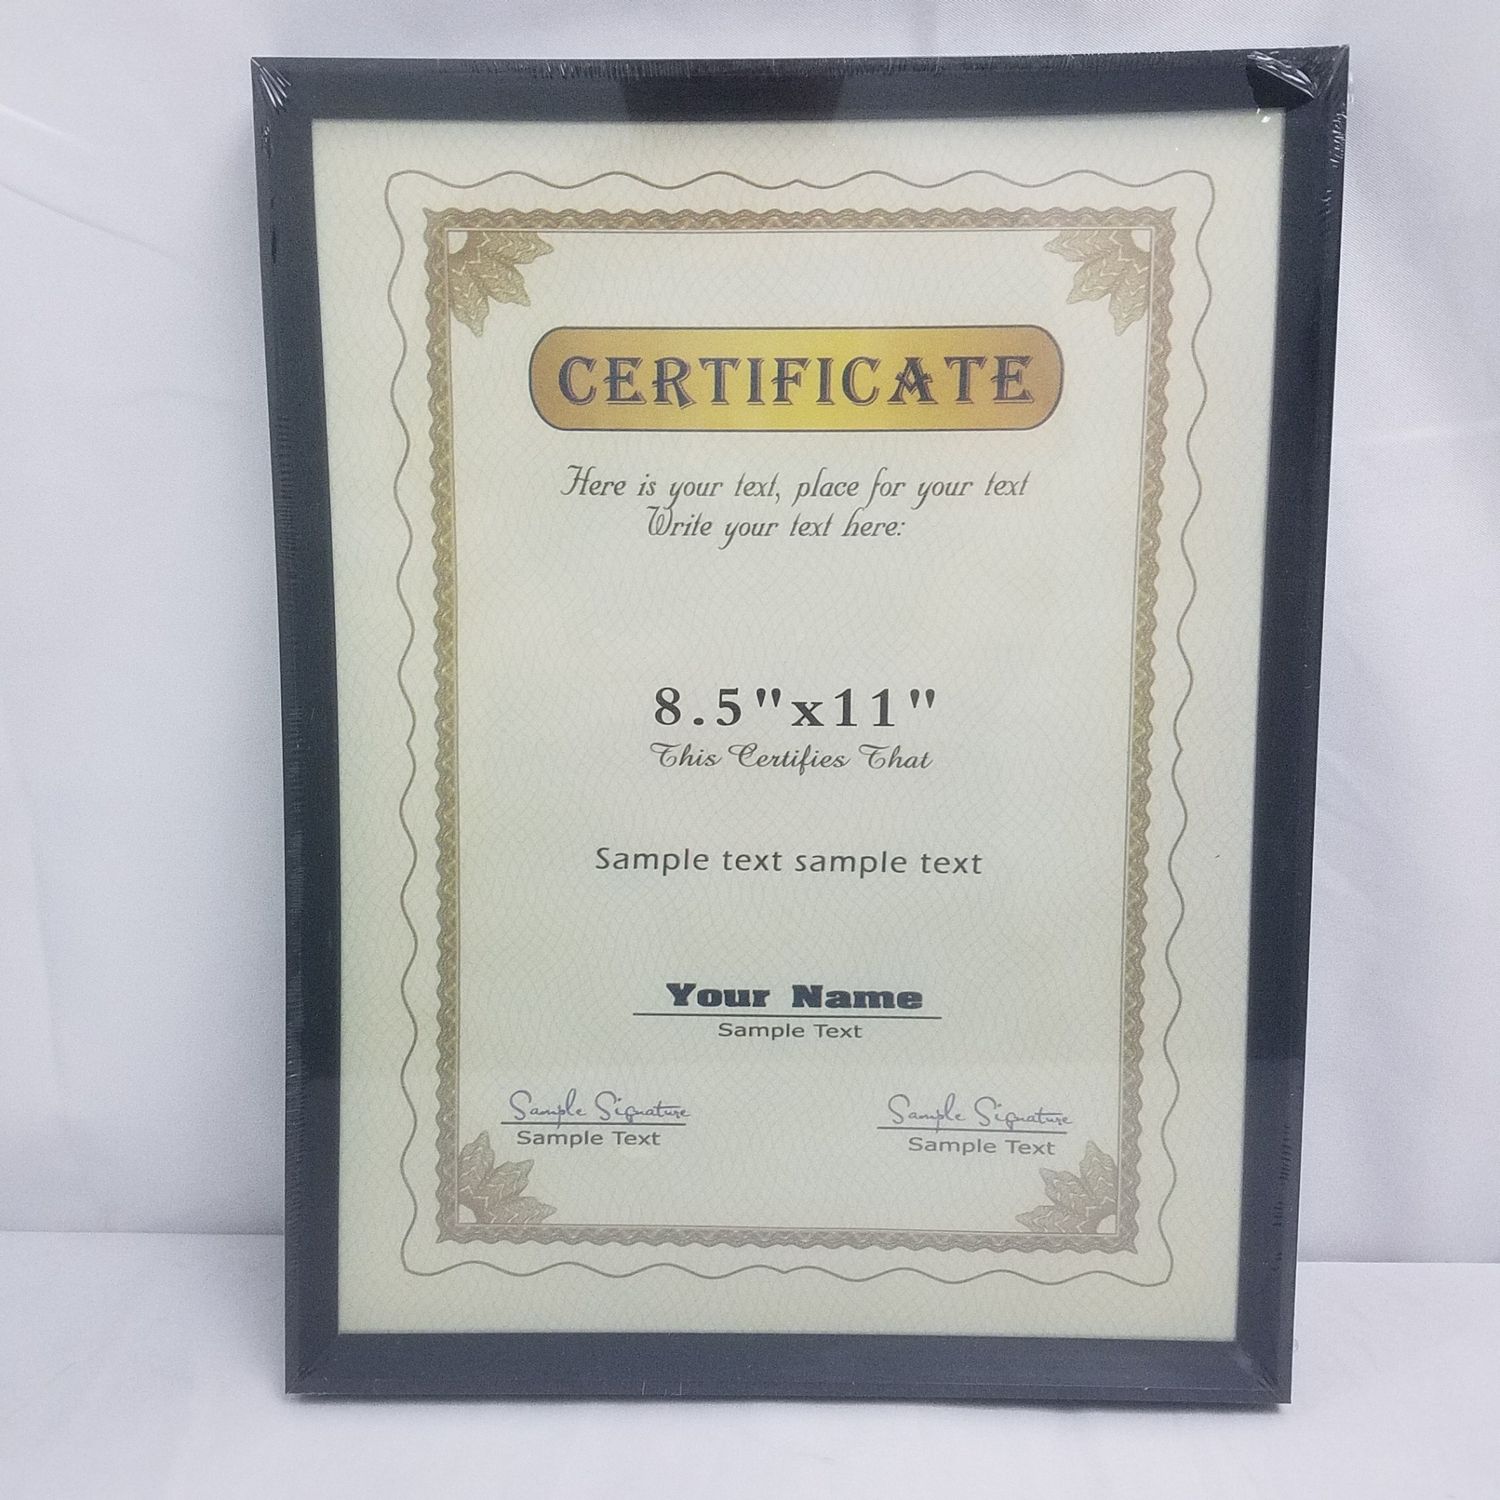 CERTIFICATE
Here is your text, place for your text
Write your text here:
8.5"x11"
This Certifies That
Sample text sample text
Your Name
Sample Text
Sample Signature
Sample Text
Sample Signature
Sample Text